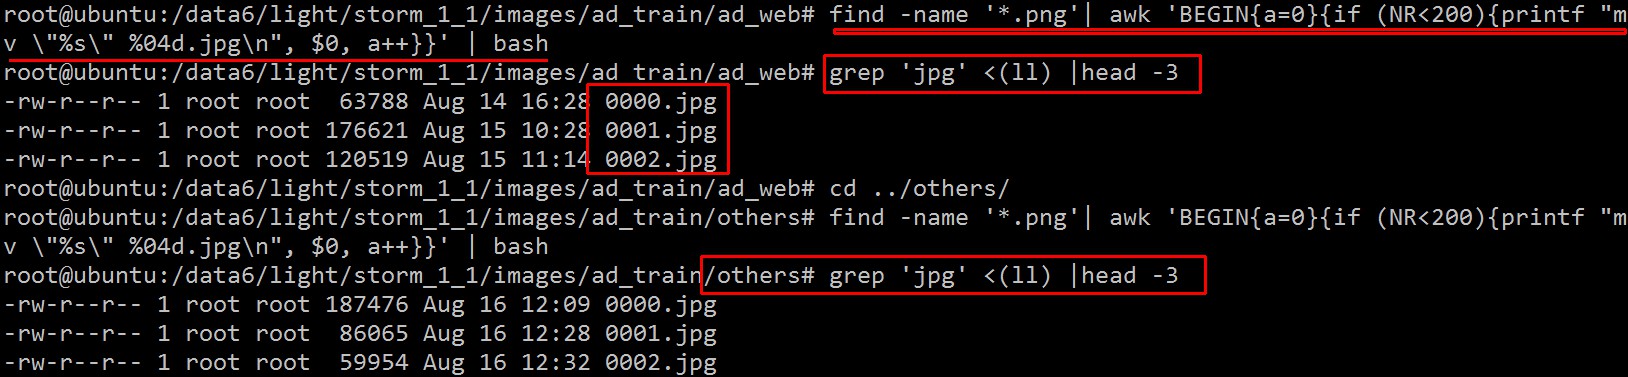 root@ubuntu:/data6/light/storm_1_1/images/ad_train/ad_web# find -name '*.png'| awk 'BEGIN{a=0}{if (NR<200){printf "m
v \"%s\" %04d.jpg\n", $0, a++}}' | bash
root@ubuntu:/data6/light/storm_1_1/images/ad_train/ad_web# grep 'jpg' <(ll) |head -3
-rw-r--r-- 1 root root  63788 Aug 14 16:28 0000.jpg
-rw-r--r-- 1 root root 176621 Aug 15 10:28 0001.jpg
-rw-r--r-- 1 root root 120519 Aug 15 11:14 0002.jpg
root@ubuntu:/data6/light/storm_1_1/images/ad_train/ad_web# cd ../others/
root@ubuntu:/data6/light/storm_1_1/images/ad_train/others# find -name '*.png'| awk 'BEGIN{a=0}{if (NR<200){printf "m
v \"%s\" %04d.jpg\n", $0, a++}}' | bash
root@ubuntu:/data6/light/storm_1_1/images/ad_train/others# grep 'jpg' <(ll) |head -3
-rw-r--r-- 1 root root 187476 Aug 16 12:09 0000.jpg
-rw-r--r-- 1 root root  86065 Aug 16 12:28 0001.jpg
-rw-r--r-- 1 root root  59954 Aug 16 12:32 0002.jpg